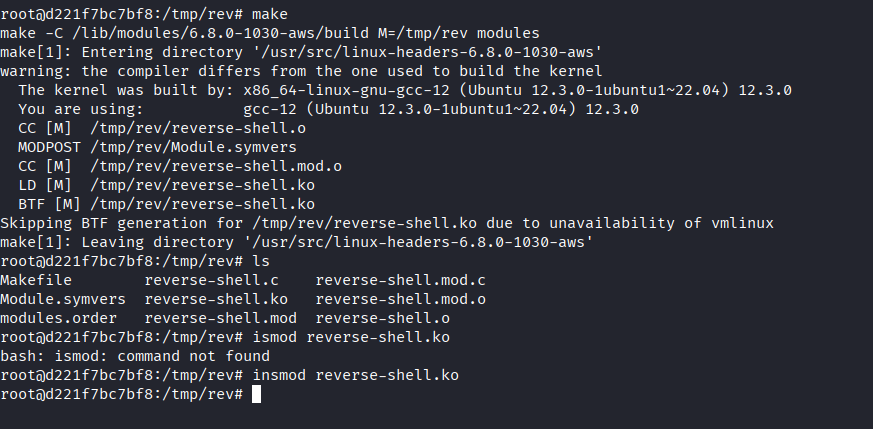 root@d221f7bc7bf8:/tmp/rev# make
make -C /lib/modules/6.8.0-1030-aws/build M=/tmp/rev modules
make[1]: Entering directory '/usr/src/linux-headers-6.8.0-1030-aws'
warning: the compiler differs from the one used to build the kernel
  The kernel was built by: x86_64-linux-gnu-gcc-12 (Ubuntu 12.3.0-1ubuntu1~22.04) 12.3.0
  You are using:           gcc-12 (Ubuntu 12.3.0-1ubuntu1~22.04) 12.3.0
  CC [M]  /tmp/rev/reverse-shell.o
  MODPOST /tmp/rev/Module.symvers
  CC [M]  /tmp/rev/reverse-shell.mod.o
  LD [M]  /tmp/rev/reverse-shell.ko
  BTF [M] /tmp/rev/reverse-shell.ko
Skipping BTF generation for /tmp/rev/reverse-shell.ko due to unavailability of vmlinux
make[1]: Leaving directory '/usr/src/linux-headers-6.8.0-1030-aws'
root@d221f7bc7bf8:/tmp/rev# ls
Makefile        reverse-shell.c    reverse-shell.mod.c
Module.symvers  reverse-shell.ko   reverse-shell.mod.o
modules.order   reverse-shell.mod  reverse-shell.o
root@d221f7bc7bf8:/tmp/rev# ismod reverse-shell.ko
bash: ismod: command not found
root@d221f7bc7bf8:/tmp/rev# insmod reverse-shell.ko
root@d221f7bc7bf8:/tmp/rev#